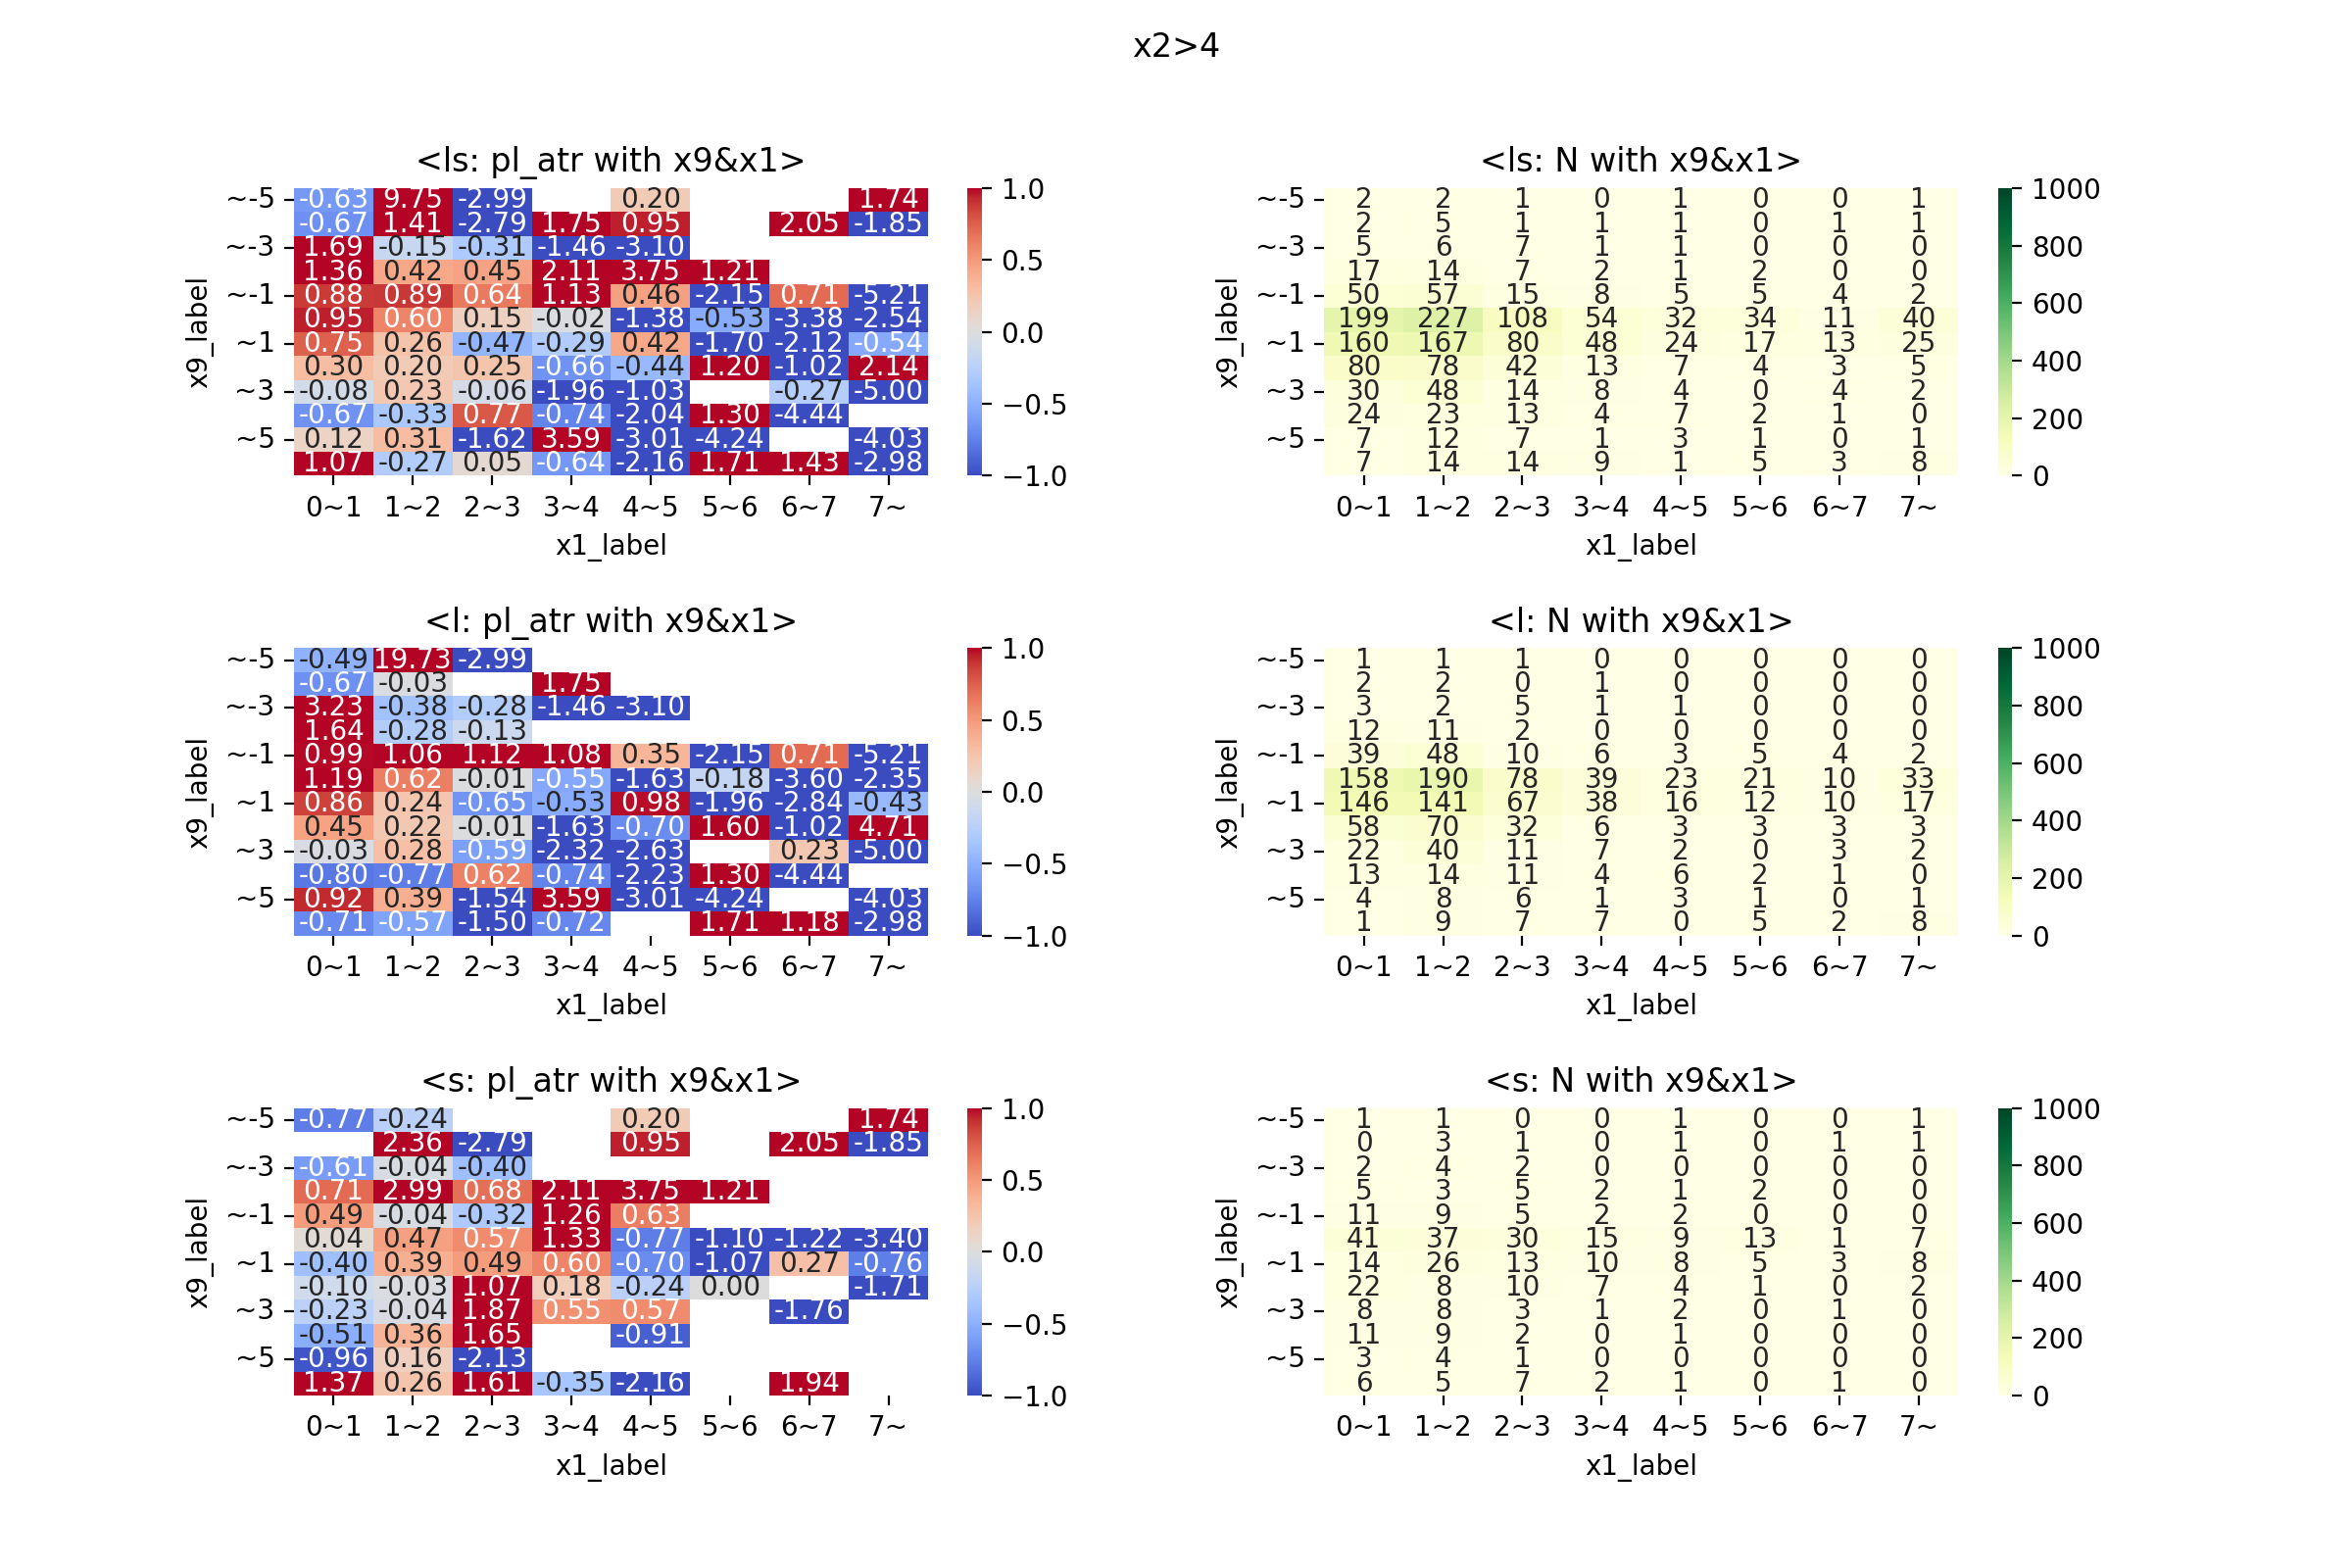 x2>4
<ls: pl_atr with x9&x1>
~-5 -0.63 9.75 -2.99 0.20 1.74
-0.67 1.41 -2.79 1.75 0.95 2.05 -1.85
~-3 1.69 -0.15 -0.31 -1.46 -3.10
1.36 0.42 0.45 2.11 3.75 1.21
~-1 0.88 0.89 0.64 1.13 0.46 -2.15 0.71 -5.21
0.95 0.60 0.15 -0.02 -1.38 -0.53 -3.38 -2.54
~1 0.75 0.26 -0.47 -0.29 0.42 -1.70 -2.12 -0.54
0.30 0.20 0.25 -0.66 -0.44 1.20 -1.02 2.14
~3 -0.08 0.23 -0.06 -1.96 -1.03 -0.27 -5.00
-0.67 -0.33 0.77 -0.74 -2.04 1.30 -4.44
~5 0.12 0.31 -1.62 3.59 -3.01 -4.24 -4.03
1.07 -0.27 0.05 -0.64 -2.16 1.71 1.43 -2.98
0~1 1~2 2~3 3~4 4~5 5~6 6~7 7~
x1_label
x9_label
1.0
0.5
0.0
−0.5
−1.0
<ls: N with x9&x1>
~-5 2 2 1 0 1 0 0 1
2 5 1 1 1 0 1 1
~-3 5 6 7 1 1 0 0 0
17 14 7 2 1 2 0 0
~-1 50 57 15 8 5 5 4 2
199 227 108 54 32 34 11 40
~1 160 167 80 48 24 17 13 25
80 78 42 13 7 4 3 5
~3 30 48 14 8 4 0 4 2
24 23 13 4 7 2 1 0
~5 7 12 7 1 3 1 0 1
7 14 14 9 1 5 3 8
0~1 1~2 2~3 3~4 4~5 5~6 6~7 7~
x1_label
x9_label
1000
800
600
400
200
0
<l: pl_atr with x9&x1>
~-5 -0.49 19.73 -2.99
-0.67 -0.03 1.75
~-3 3.23 -0.38 -0.28 -1.46 -3.10
1.64 -0.28 -0.13
~-1 0.99 1.06 1.12 1.08 0.35 -2.15 0.71 -5.21
1.19 0.62 -0.01 -0.55 -1.63 -0.18 -3.60 -2.35
~1 0.86 0.24 -0.65 -0.53 0.98 -1.96 -2.84 -0.43
0.45 0.22 -0.01 -1.63 -0.70 1.60 -1.02 4.71
~3 -0.03 0.28 -0.59 -2.32 -2.63 0.23 -5.00
-0.80 -0.77 0.62 -0.74 -2.23 1.30 -4.44
~5 0.92 0.39 -1.54 3.59 -3.01 -4.24 -4.03
-0.71 -0.57 -1.50 -0.72 1.71 1.18 -2.98
0~1 1~2 2~3 3~4 4~5 5~6 6~7 7~
x1_label
x9_label
1.0
0.5
0.0
−0.5
−1.0
<l: N with x9&x1>
~-5 1 1 1 0 0 0 0 0
2 2 0 1 0 0 0 0
~-3 3 2 5 1 1 0 0 0
12 11 2 0 0 0 0 0
~-1 39 48 10 6 3 5 4 2
158 190 78 39 23 21 10 33
~1 146 141 67 38 16 12 10 17
58 70 32 6 3 3 3 3
~3 22 40 11 7 2 0 3 2
13 14 11 4 6 2 1 0
~5 4 8 6 1 3 1 0 1
1 9 7 7 0 5 2 8
0~1 1~2 2~3 3~4 4~5 5~6 6~7 7~
x1_label
x9_label
1000
800
600
400
200
0
<s: pl_atr with x9&x1>
~-5 -0.77 -0.24 0.20 1.74
2.36 -2.79 0.95 2.05 -1.85
~-3 -0.61 -0.04 -0.40
0.71 2.99 0.68 2.11 3.75 1.21
~-1 0.49 -0.04 -0.32 1.26 0.63
0.04 0.47 0.57 1.33 -0.77 -1.10 -1.22 -3.40
~1 -0.40 0.39 0.49 0.60 -0.70 -1.07 0.27 -0.76
-0.10 -0.03 1.07 0.18 -0.24 0.00 -1.71
~3 -0.23 -0.04 1.87 0.55 0.57 -1.76
-0.51 0.36 1.65 -0.91
~5 -0.96 0.16 -2.13
1.37 0.26 1.61 -0.35 -2.16 1.94
0~1 1~2 2~3 3~4 4~5 5~6 6~7 7~
x1_label
x9_label
1.0
0.5
0.0
−0.5
−1.0
<s: N with x9&x1>
~-5 1 1 0 0 1 0 0 1
0 3 1 0 1 0 1 1
~-3 2 4 2 0 0 0 0 0
5 3 5 2 1 2 0 0
~-1 11 9 5 2 2 0 0 0
41 37 30 15 9 13 1 7
~1 14 26 13 10 8 5 3 8
22 8 10 7 4 1 0 2
~3 8 8 3 1 2 0 1 0
11 9 2 0 1 0 0 0
~5 3 4 1 0 0 0 0 0
6 5 7 2 1 0 1 0
0~1 1~2 2~3 3~4 4~5 5~6 6~7 7~
x1_label
x9_label
1000
800
600
400
200
0